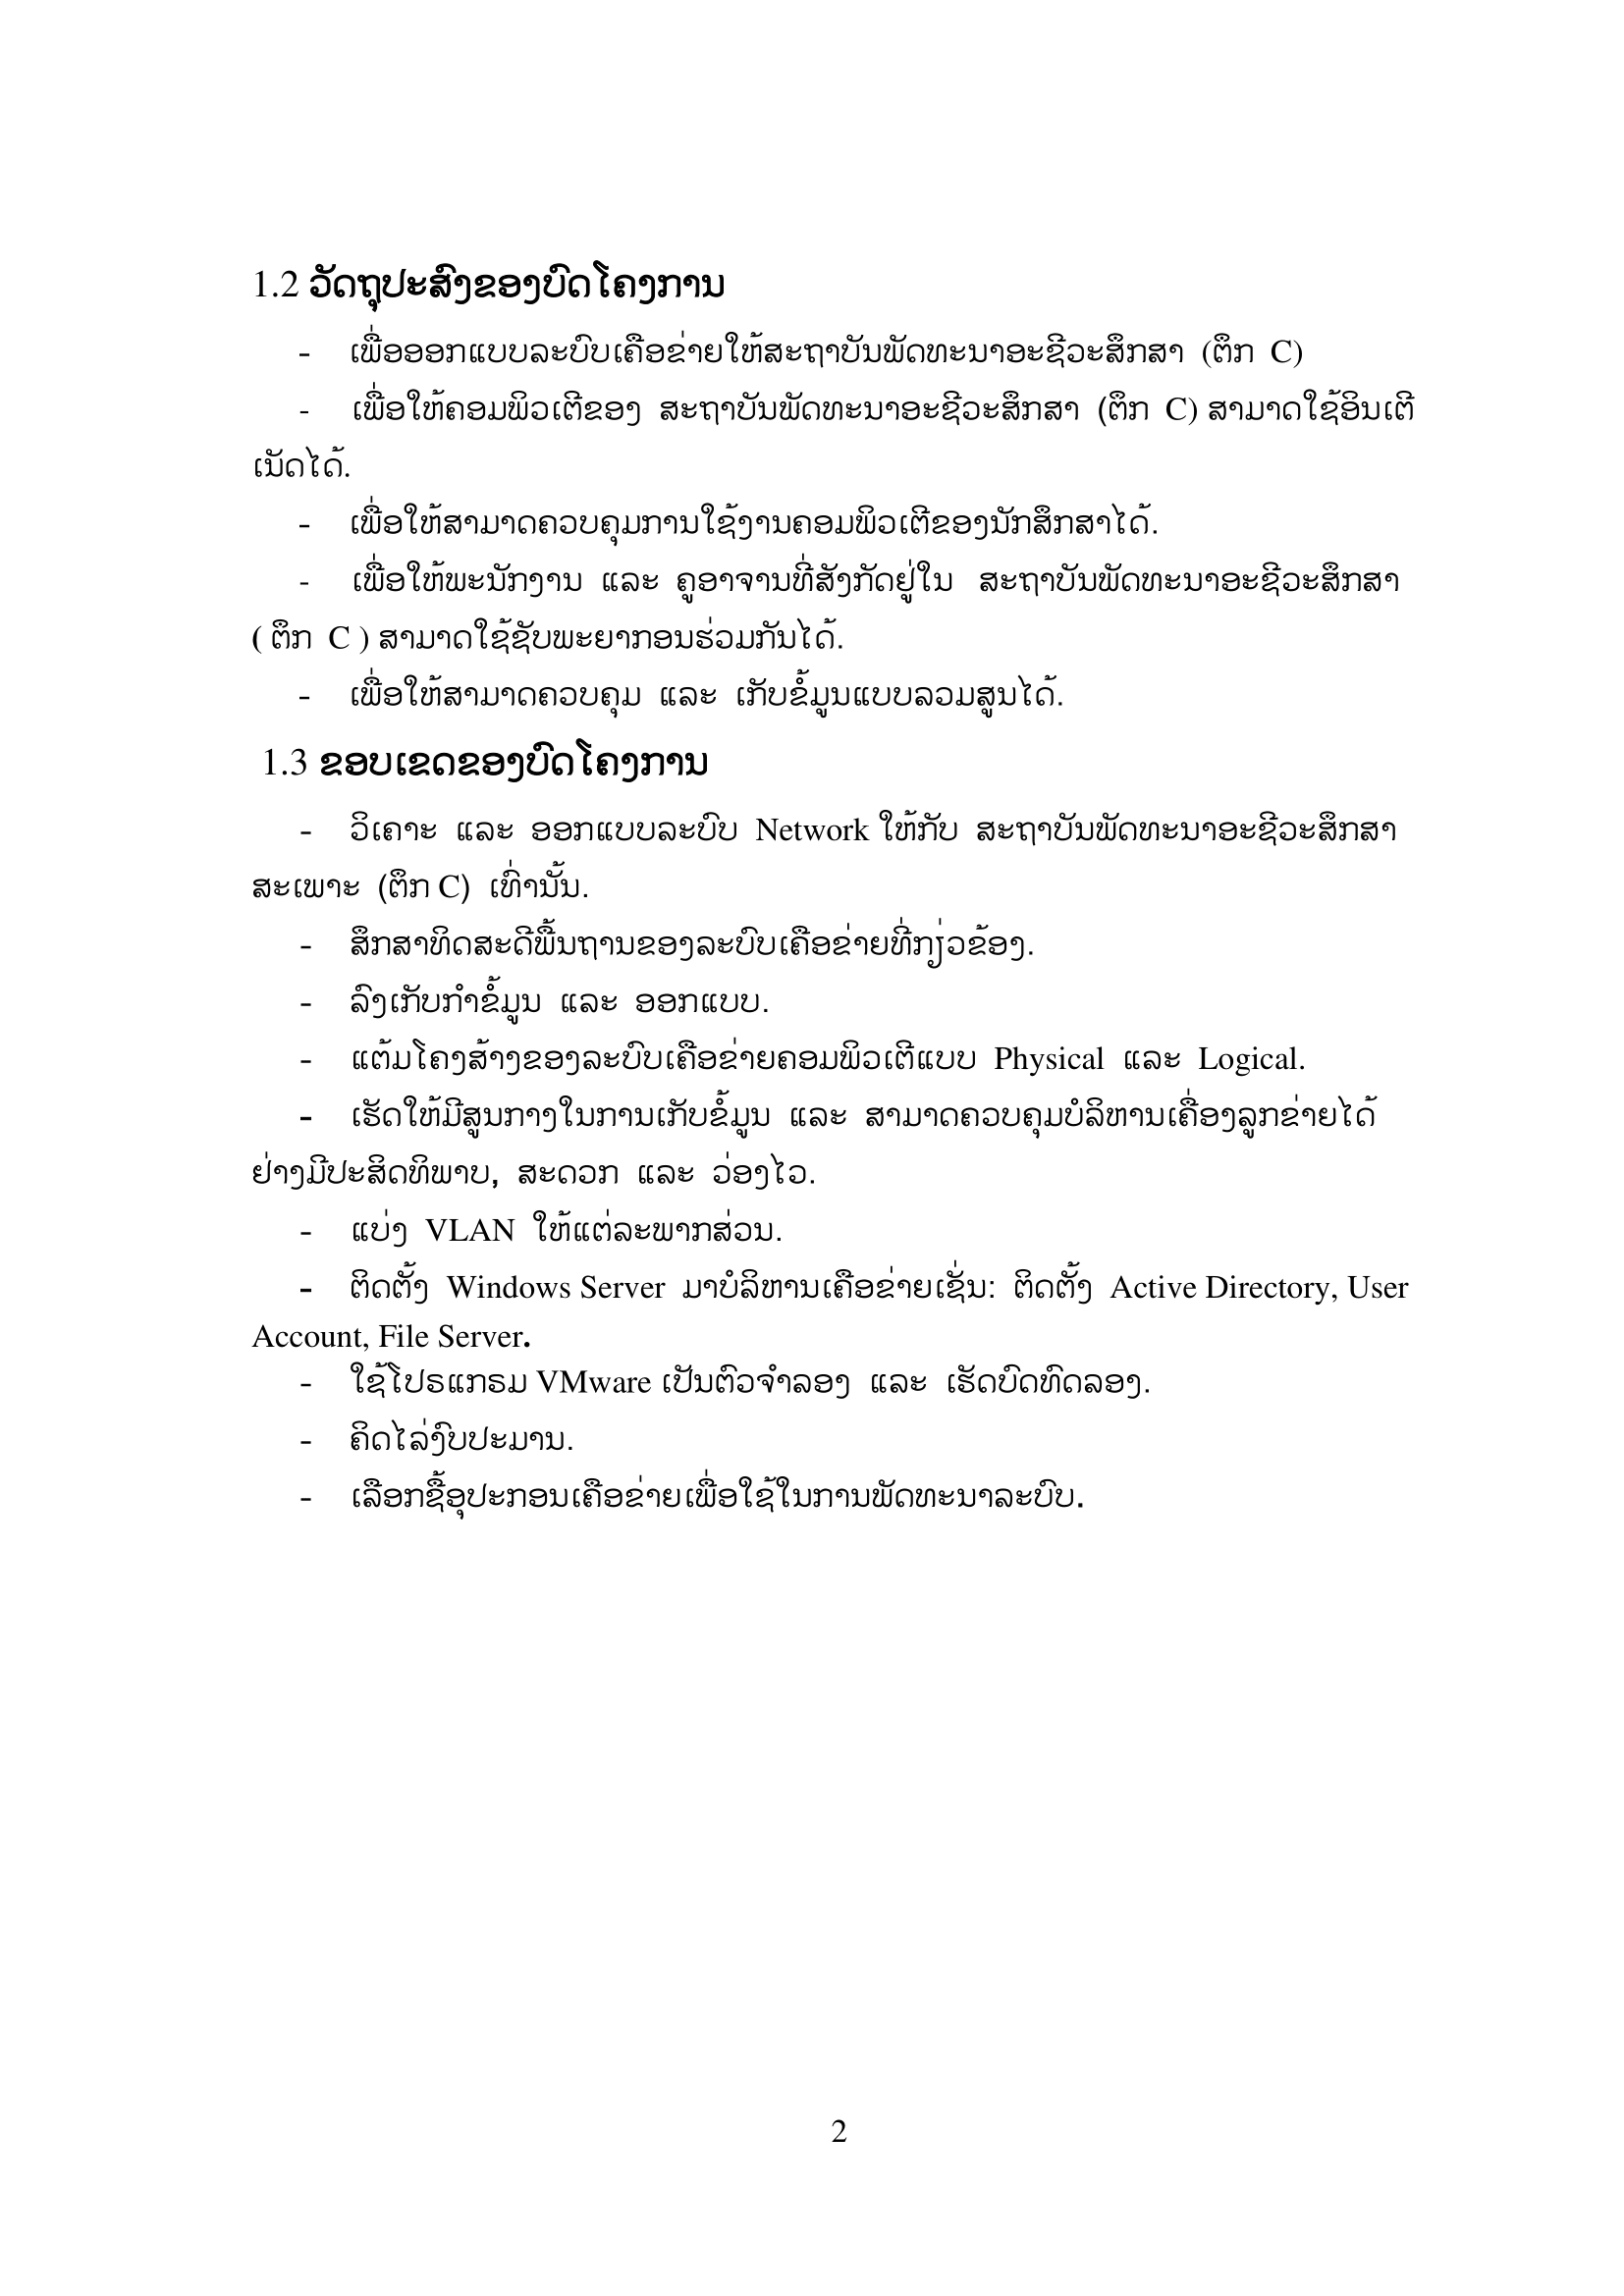 1.2 ວັດຖຸປະສົງຂອງບົດໂຄງການ
- ເພື່ອອອກແບບລະບົບເຄືອຂ່າຍໃຫ້ສະຖາບັນພັດທະນາອະຊີວະສຶກສາ (ຕຶກ C)
- ເພື່ອໃຫ້ຄອມພິວເຕີຂອງ ສະຖາບັນພັດທະນາອະຊີວະສຶກສາ (ຕຶກ C) ສາມາດໃຊ້ອິນເຕີ
ເນັດໄດ້.
- ເພື່ອໃຫ້ສາມາດຄວບຄຸມການໃຊ້ງານຄອມພິວເຕີຂອງນັກສຶກສາໄດ້.
- ເພື່ອໃຫ້ພະນັກງານ ແລະ ຄູອາຈານທີ່ສັງກັດຢູ່ໃນ ສະຖາບັນພັດທະນາອະຊີວະສຶກສາ
( ຕຶກ C ) ສາມາດໃຊ້ຊັບພະຍາກອນຮ່ວມກັນໄດ້.
- ເພື່ອໃຫ້ສາມາດຄວບຄຸມ ແລະ ເກັບຂໍ້ມູນແບບລວມສູນໄດ້.
1.3 ຂອບເຂດຂອງບົດໂຄງການ
- ວິເຄາະ ແລະ ອອກແບບລະບົບ Network ໃຫ້ກັບ ສະຖາບັນພັດທະນາອະຊີວະສຶກສາ
ສະເພາະ (ຕຶກ C) ເທົ່ານັ້ນ.
- ສຶກສາທິດສະດີພື້ນຖານຂອງລະບົບເຄືອຂ່າຍທີ່ກ່ຽວຂ້ອງ.
- ລົງເກັບກຳຂໍ້ມູນ ແລະ ອອກແບບ.
- ແຕ້ມໂຄງສ້າງຂອງລະບົບເຄືອຂ່າຍຄອມພິວເຕີແບບ Physical ແລະ Logical.
- ເຮັດໃຫ້ມີສູນກາງໃນການເກັບຂໍ້ມູນ ແລະ ສາມາດຄວບຄຸມບໍລິຫານເຄື່ອງລູກຂ່າຍໄດ້
ຢ່າງມີປະສິດທິພາບ, ສະດວກ ແລະ ວ່ອງໄວ.
- ແບ່ງ VLAN ໃຫ້ແຕ່ລະພາກສ່ວນ.
- ຕິດຕັ້ງ Windows Server ມາບໍລິຫານເຄືອຂ່າຍເຊັ່ນ: ຕິດຕັ້ງ Active Directory, User
Account, File Server.
- ໃຊ້ໂປຣແກຣມ VMware ເປັນຕົວຈຳລອງ ແລະ ເຮັດບົດທົດລອງ.
- ຄິດໄລ່ງົບປະມານ.
- ເລືອກຊື້ອຸປະກອນເຄືອຂ່າຍເພື່ອໃຊ້ໃນການພັດທະນາລະບົບ.
2